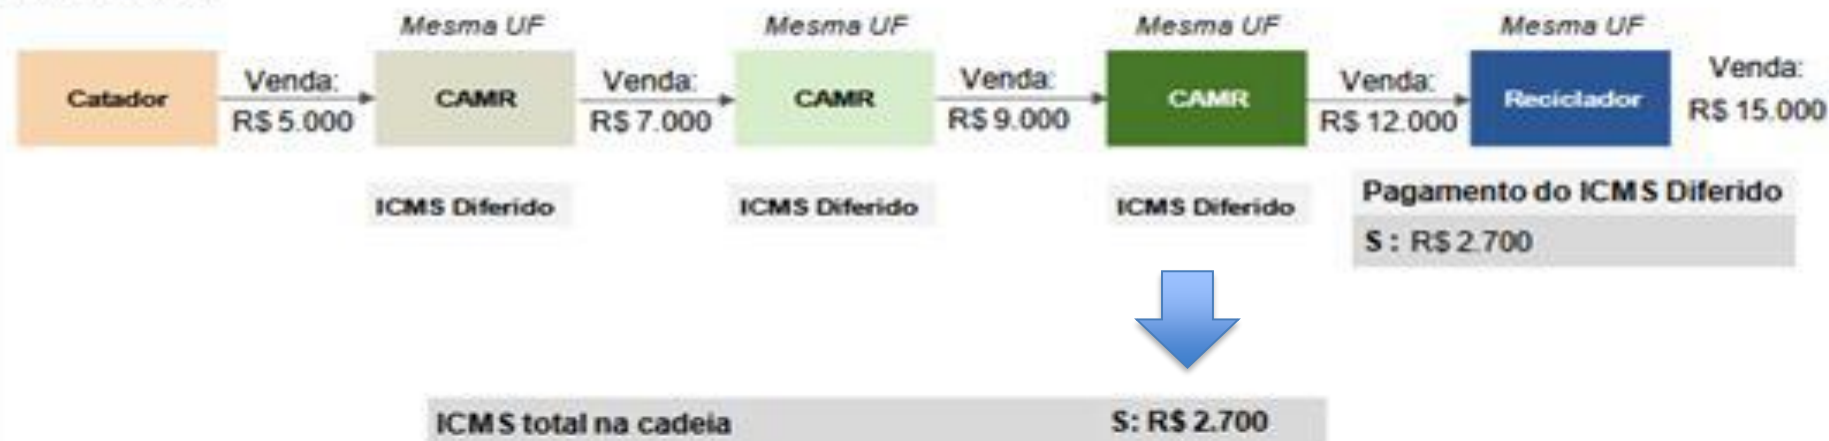 Mesma UF
Mesma UF
Mesma UF
Mesma UF
Catador
Venda:
R$ 5.000
CAMR
Venda:
R$ 7.000
CAMR
Venda:
R$ 9.000
CAMR
Venda:
R$ 12.000
Reciclador
Venda:
R$ 15.000
ICMS Diferido
ICMS Diferido
ICMS Diferido
Pagamento do ICMS Diferido
S : R$ 2.700
ICMS total na cadeia S: R$ 2.700